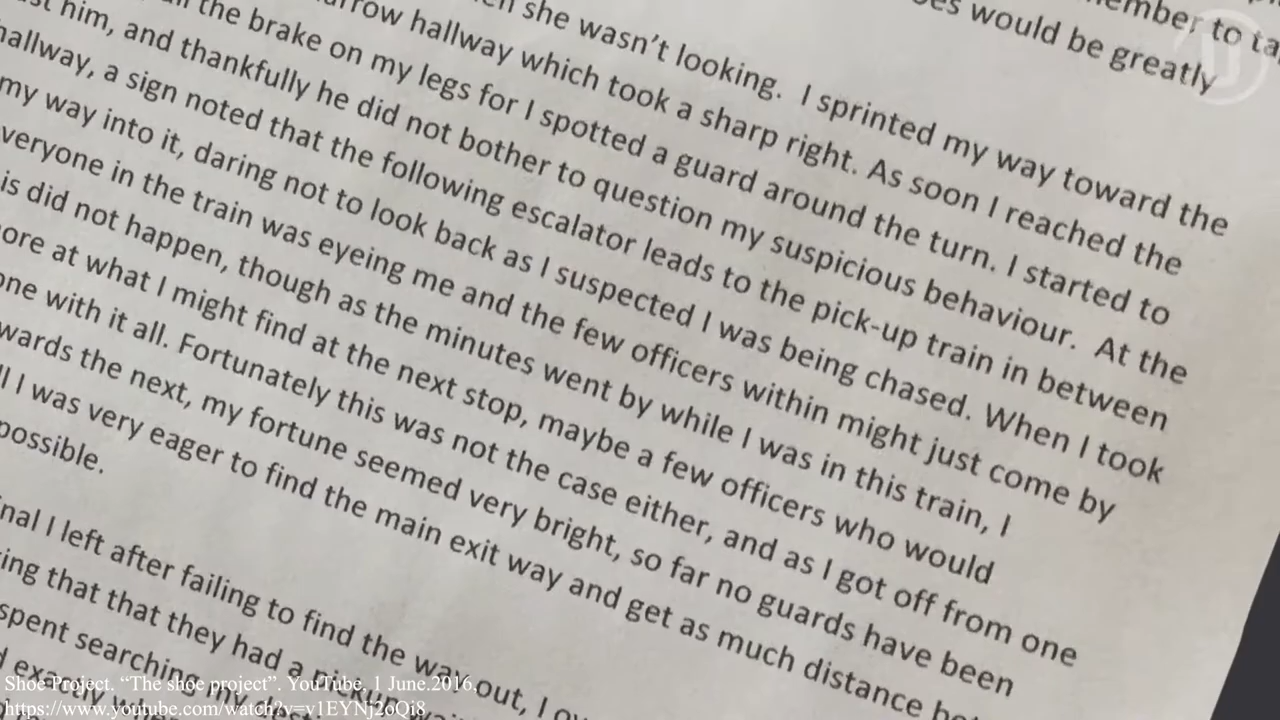 member to ta
es would be greatly
she wasn't looking.  I sprinted my way toward the
rrow hallway which took a sharp right. As soon I reached the
the brake on my legs for I spotted a guard around the turn. I started to
st him, and thankfully he did not bother to question my suspicious behaviour.  At the
hallway, a sign noted that the following escalator leads to the pick-up train in between
my way into it, daring not to look back as I suspected I was being chased. When I took
veryone in the train was eyeing me and the few officers within might just come by
is did not happen, though as the minutes went by while I was in this train, I
ore at what I might find at the next stop, maybe a few officers who would
one with it all. Fortunately this was not the case either, and as I got off from one
wards the next, my fortune seemed very bright, so far no guards have been
ll I was very eager to find the main exit way and get as much distance bet
possible.
inal I left after failing to find the way out, I ov
ing that that they had a pickup
spent searching my
exactly
Shoe Project. “The shoe project”. YouTube, 1 June.2016,
https://www.youtube.com/watch?v=v1EYNj2oQi8